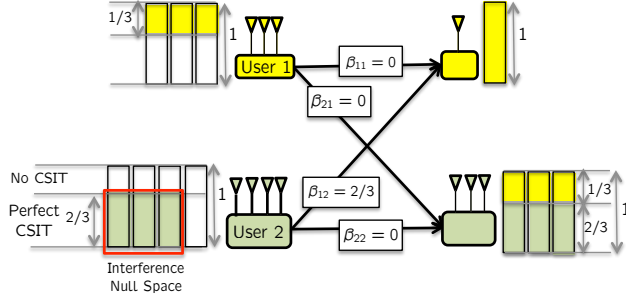 1/3
1
User 1
β11 = 0
1
β21 = 0
No CSIT
Perfect
CSIT
2/3
1
Interference
Null Space
User 2
β12 = 2/3
β22 = 0
1/3
2/3
1